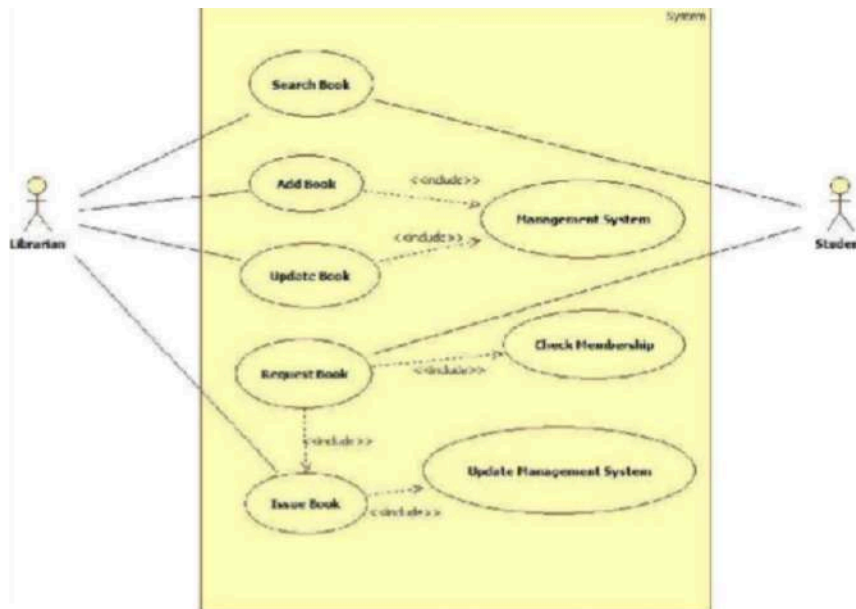 System
Search Book
Add Book
<<include>>
Management System
<<include>>
Librarian
Studen
Update Book
Check Membership
Request Book
<<include>>
<<include>>
Update Management System
Issue Book
<<include>>